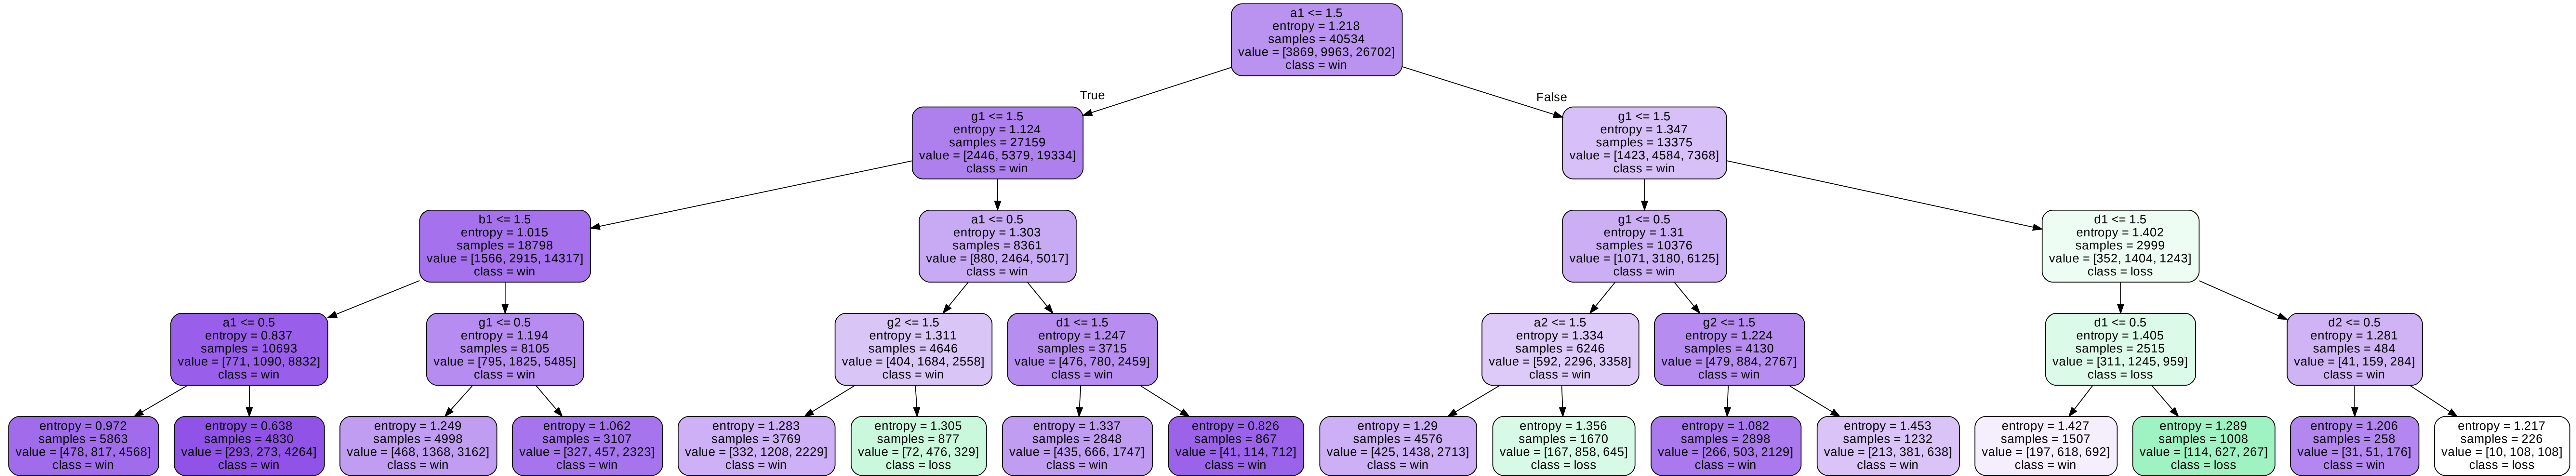 a1 <= 1.5
entropy = 1.218
samples = 40534
value = [3869, 9963, 26702]
class = win
True
False
g1 <= 1.5
entropy = 1.124
samples = 27159
value = [2446, 5379, 19334]
class = win
g1 <= 1.5
entropy = 1.347
samples = 13375
value = [1423, 4584, 7368]
class = win
b1 <= 1.5
entropy = 1.015
samples = 18798
value = [1566, 2915, 14317]
class = win
a1 <= 0.5
entropy = 1.303
samples = 8361
value = [880, 2464, 5017]
class = win
g1 <= 0.5
entropy = 1.31
samples = 10376
value = [1071, 3180, 6125]
class = win
d1 <= 1.5
entropy = 1.402
samples = 2999
value = [352, 1404, 1243]
class = loss
a1 <= 0.5
entropy = 0.837
samples = 10693
value = [771, 1090, 8832]
class = win
g1 <= 0.5
entropy = 1.194
samples = 8105
value = [795, 1825, 5485]
class = win
g2 <= 1.5
entropy = 1.311
samples = 4646
value = [404, 1684, 2558]
class = win
d1 <= 1.5
entropy = 1.247
samples = 3715
value = [476, 780, 2459]
class = win
a2 <= 1.5
entropy = 1.334
samples = 6246
value = [592, 2296, 3358]
class = win
g2 <= 1.5
entropy = 1.224
samples = 4130
value = [479, 884, 2767]
class = win
d1 <= 0.5
entropy = 1.405
samples = 2515
value = [311, 1245, 959]
class = loss
d2 <= 0.5
entropy = 1.281
samples = 484
value = [41, 159, 284]
class = win
entropy = 0.972
samples = 5863
value = [478, 817, 4568]
class = win
entropy = 0.638
samples = 4830
value = [293, 273, 4264]
class = win
entropy = 1.249
samples = 4998
value = [468, 1368, 3162]
class = win
entropy = 1.062
samples = 3107
value = [327, 457, 2323]
class = win
entropy = 1.283
samples = 3769
value = [332, 1208, 2229]
class = win
entropy = 1.305
samples = 877
value = [72, 476, 329]
class = loss
entropy = 1.337
samples = 2848
value = [435, 666, 1747]
class = win
entropy = 0.826
samples = 867
value = [41, 114, 712]
class = win
entropy = 1.29
samples = 4576
value = [425, 1438, 2713]
class = win
entropy = 1.356
samples = 1670
value = [167, 858, 645]
class = loss
entropy = 1.082
samples = 2898
value = [266, 503, 2129]
class = win
entropy = 1.453
samples = 1232
value = [213, 381, 638]
class = win
entropy = 1.427
samples = 1507
value = [197, 618, 692]
class = win
entropy = 1.289
samples = 1008
value = [114, 627, 267]
class = loss
entropy = 1.206
samples = 258
value = [31, 51, 176]
class = win
entropy = 1.217
samples = 226
value = [10, 108, 108]
class = loss